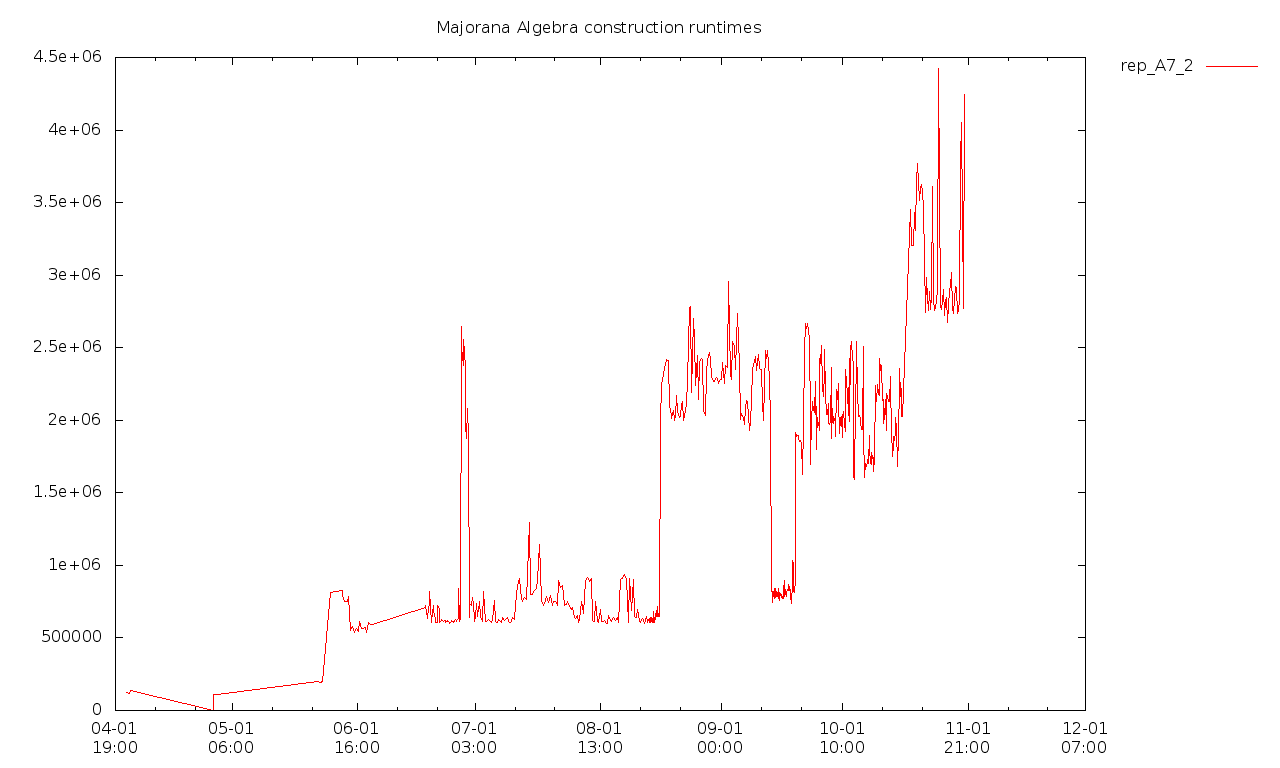 Majorana Algebra construction runtimes
rep_A7_2
4.5e+06
4e+06
3.5e+06
3e+06
2.5e+06
2e+06
1.5e+06
1e+06
500000
0
04-01 05-01 06-01 07-01 08-01 09-01 10-01 11-01 12-01
19:00 06:00 16:00 03:00 13:00 00:00 10:00 21:00 07:00